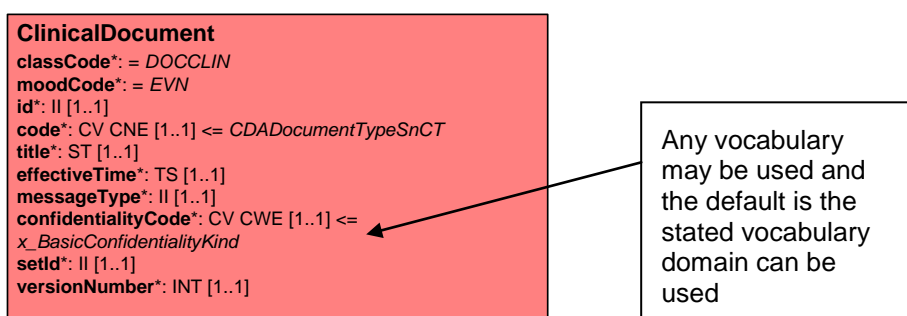 ClinicalDocument
classCode*: = DOCCLIN
moodCode*: = EVN
id*: II [1..1]
code*: CV CNE [1..1] <= CDADocumentTypeSnCT
title*: ST [1..1]
effectiveTime*: TS [1..1]
messageType*: II [1..1]
confidentialityCode*: CV CWE [1..1] <=
x_BasicConfidentialityKind
setId*: II [1..1]
versionNumber*: INT [1..1]
Any vocabulary
may be used and
the default is the
stated vocabulary
domain can be
used